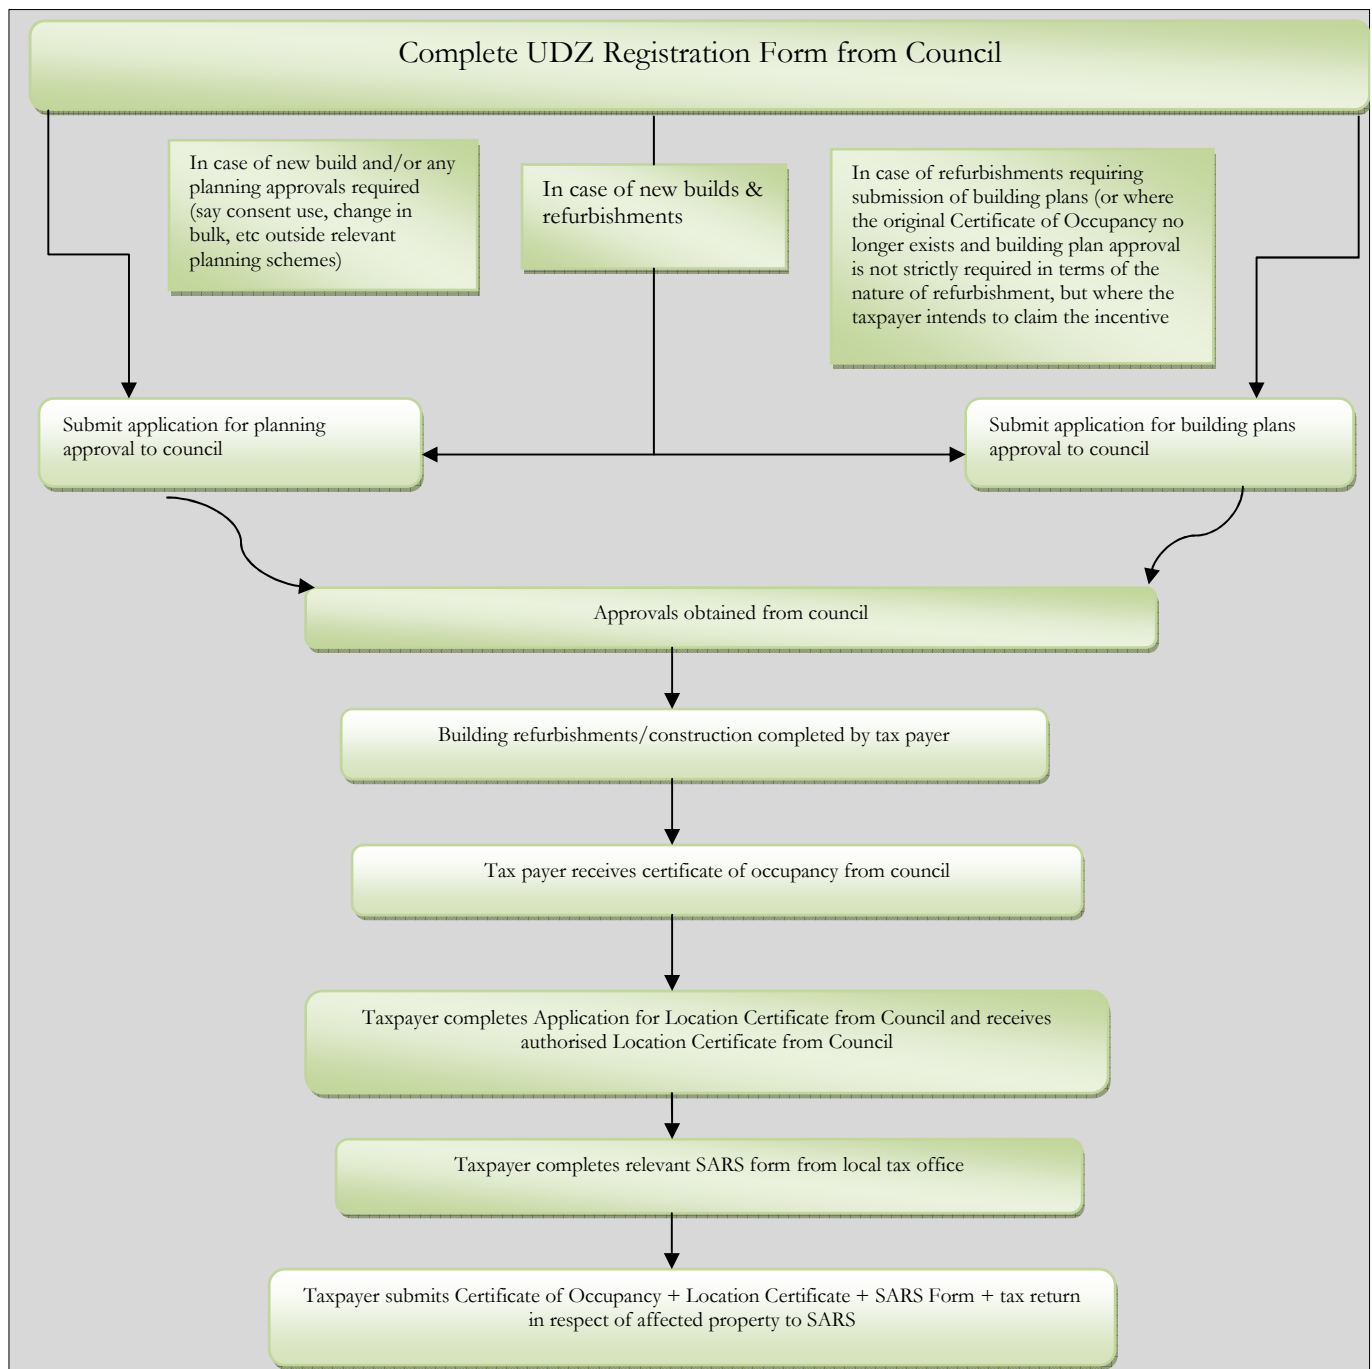 Complete UDZ Registration Form from Council
In case of new build and/or any
planning approvals required
(say consent use, change in
bulk, etc outside relevant
planning schemes)
In case of new builds &
refurbishments
In case of refurbishments requiring
submission of building plans (or where
the original Certificate of Occupancy no
longer exists and building plan approval
is not strictly required in terms of the
nature of refurbishment, but where the
taxpayer intends to claim the incentive
Submit application for planning
approval to council
Submit application for building plans
approval to council
Approvals obtained from council
Building refurbishments/construction completed by tax payer
Tax payer receives certificate of occupancy from council
Taxpayer completes Application for Location Certificate from Council and receives
authorised Location Certificate from Council
Taxpayer completes relevant SARS form from local tax office
Taxpayer submits Certificate of Occupancy + Location Certificate + SARS Form + tax return
in respect of affected property to SARS